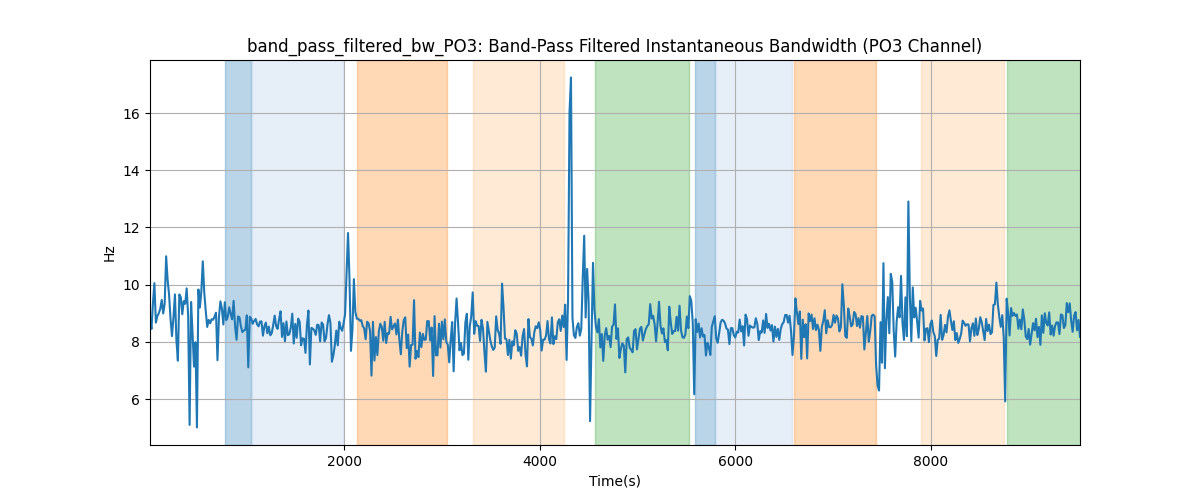 band_pass_filtered_bw_PO3: Band-Pass Filtered Instantaneous Bandwidth (PO3 Channel)
16
14
12
10
8
6
Hz
2000 4000 6000 8000
Time(s)